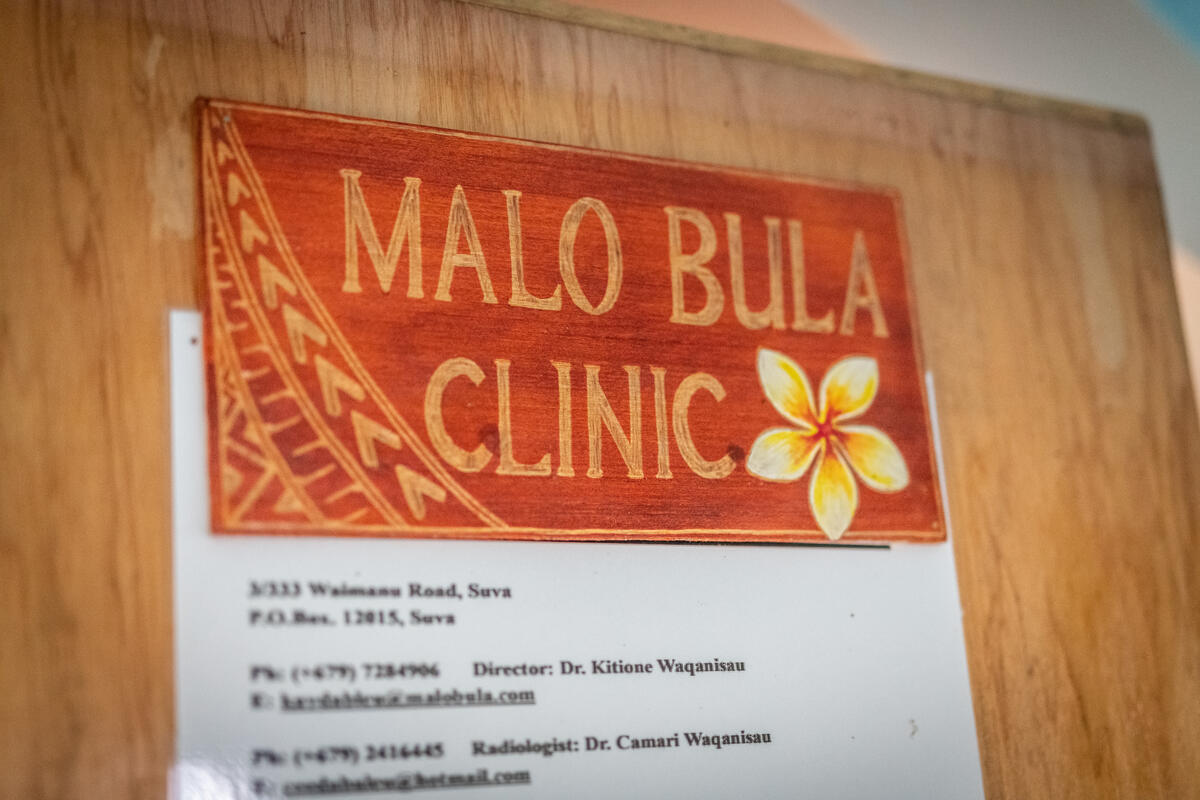 MALO BULA
CLINIC
3/333 Waimanu Road, Suva
P.O.Box. 12015, Suva
Ph: (+679) 7284906 Director: Dr. Kitione Waqanisau
E:
Ph: (+679) 2416445 Radiologist: Dr. Camari Waqanisau
E: